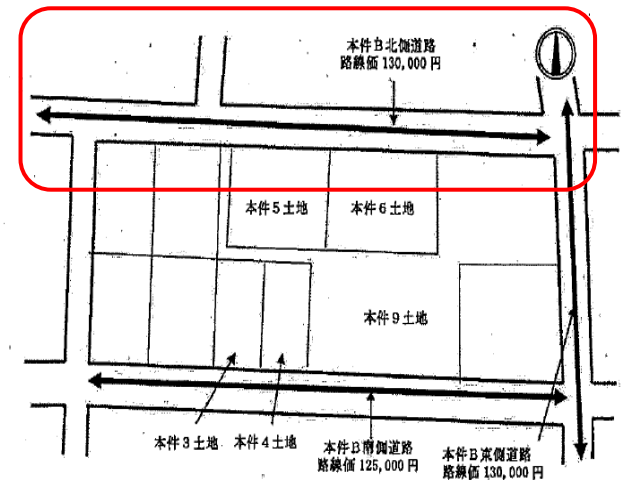 本件B北側道路
路線価 130,000 円
本件5土地
本件6土地
本件9土地
本件3土地
本件4土地
本件B南側道路
路線価 125,000 円
本件B東側道路
路線価 130,000 円